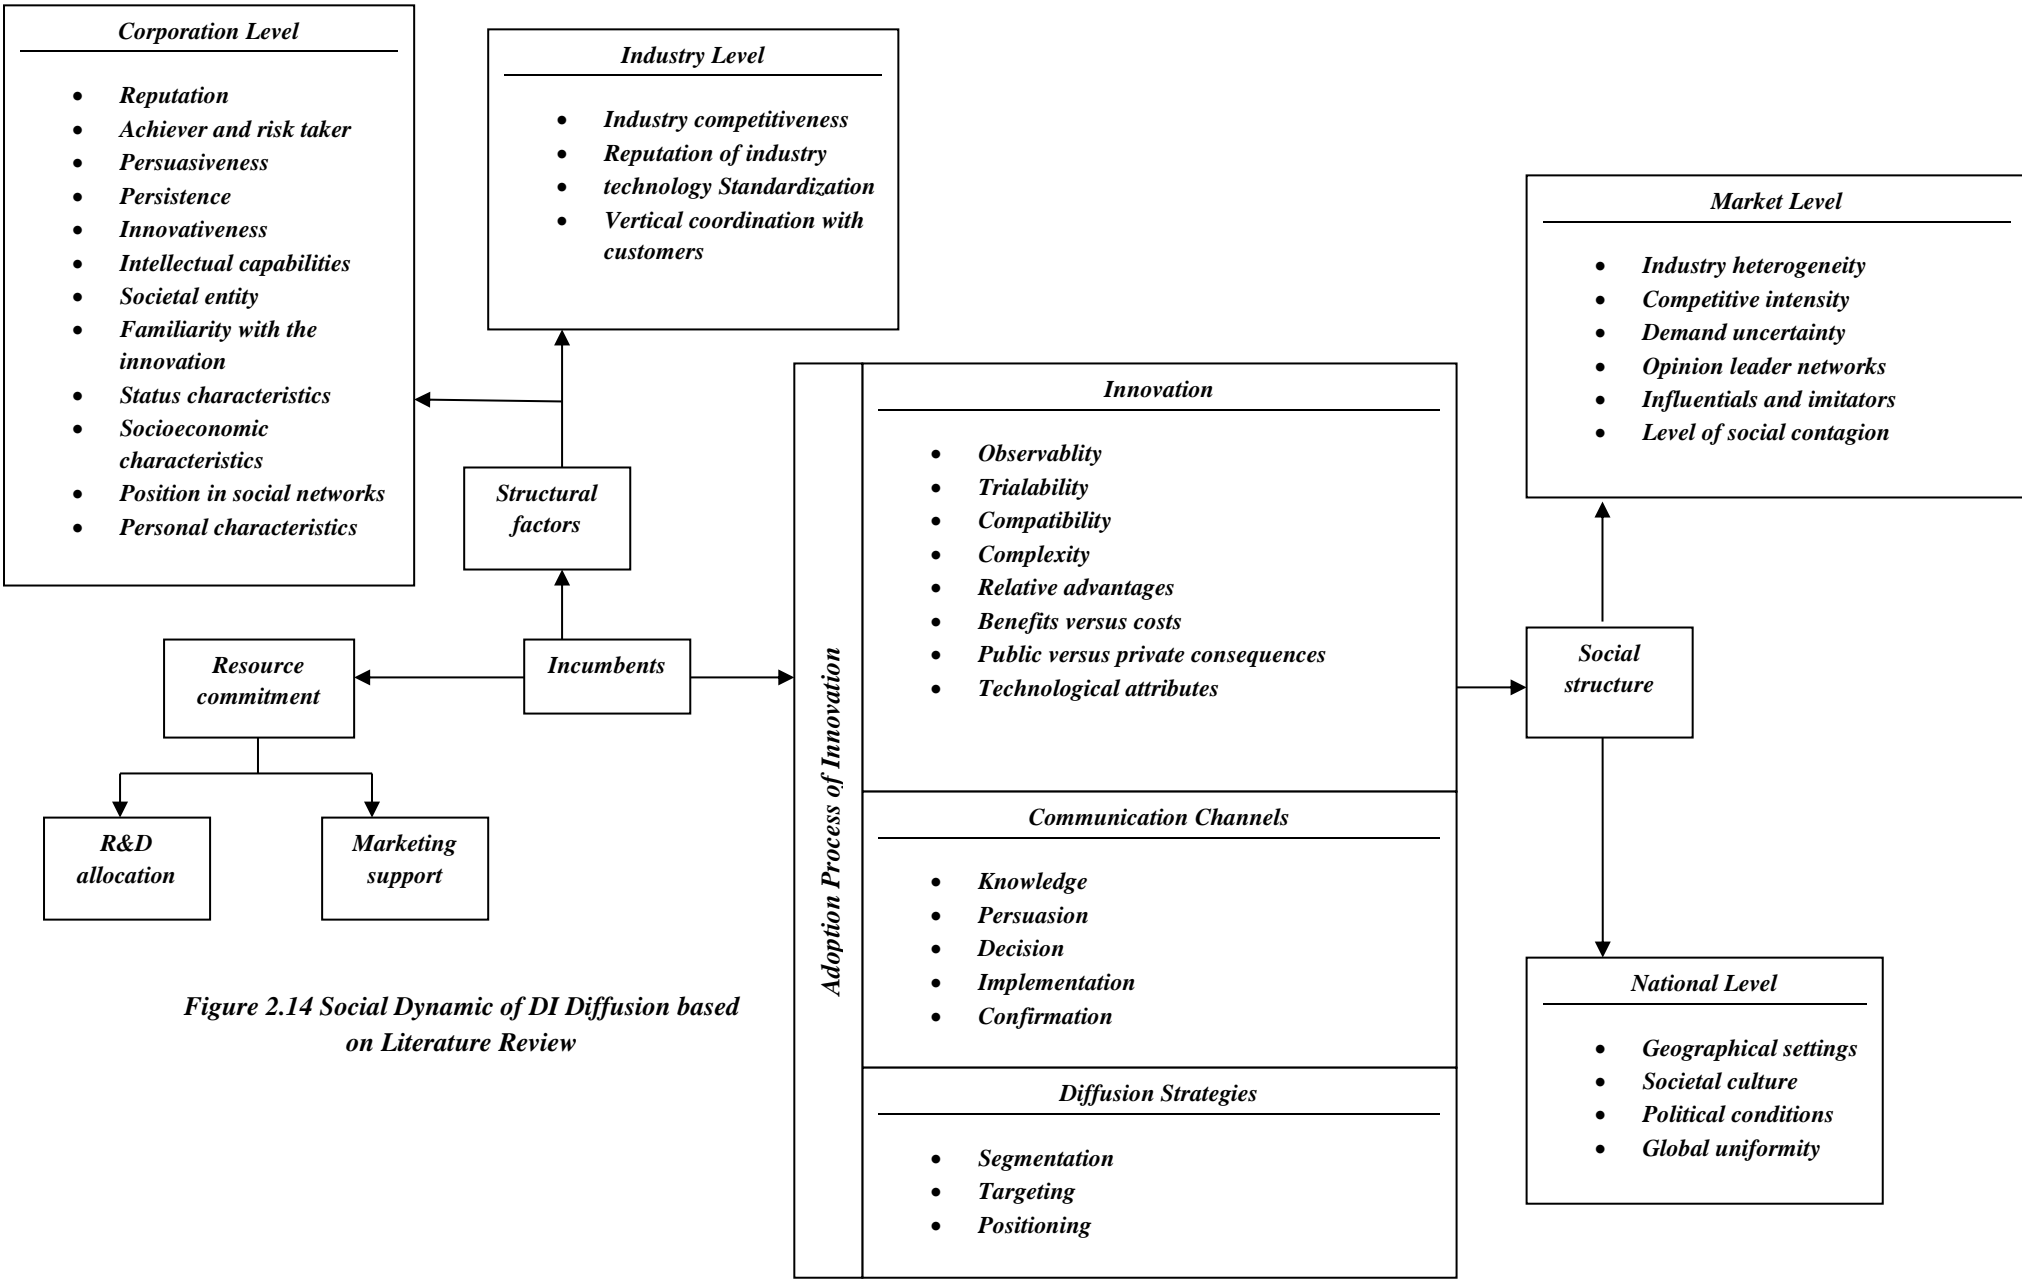 Corporation Level
• Reputation
• Achiever and risk taker
• Persuasiveness
• Persistence
• Innovativeness
• Intellectual capabilities
• Societal entity
• Familiarity with the
innovation
• Status characteristics
• Socioeconomic
characteristics
• Position in social networks
• Personal characteristics
Industry Level
• Industry competitiveness
• Reputation of industry
• technology Standardization
• Vertical coordination with
customers
Structural
factors
Incumbents
Resource
commitment
R&D
allocation
Marketing
support
Figure 2.14 Social Dynamic of DI Diffusion based
on Literature Review
Adoption Process of Innovation
Innovation
• Observablity
• Trialability
• Compatibility
• Complexity
• Relative advantages
• Benefits versus costs
• Public versus private consequences
• Technological attributes
Communication Channels
• Knowledge
• Persuasion
• Decision
• Implementation
• Confirmation
Diffusion Strategies
• Segmentation
• Targeting
• Positioning
Market Level
• Industry heterogeneity
• Competitive intensity
• Demand uncertainty
• Opinion leader networks
• Influentials and imitators
• Level of social contagion
Social
structure
National Level
• Geographical settings
• Societal culture
• Political conditions
• Global uniformity